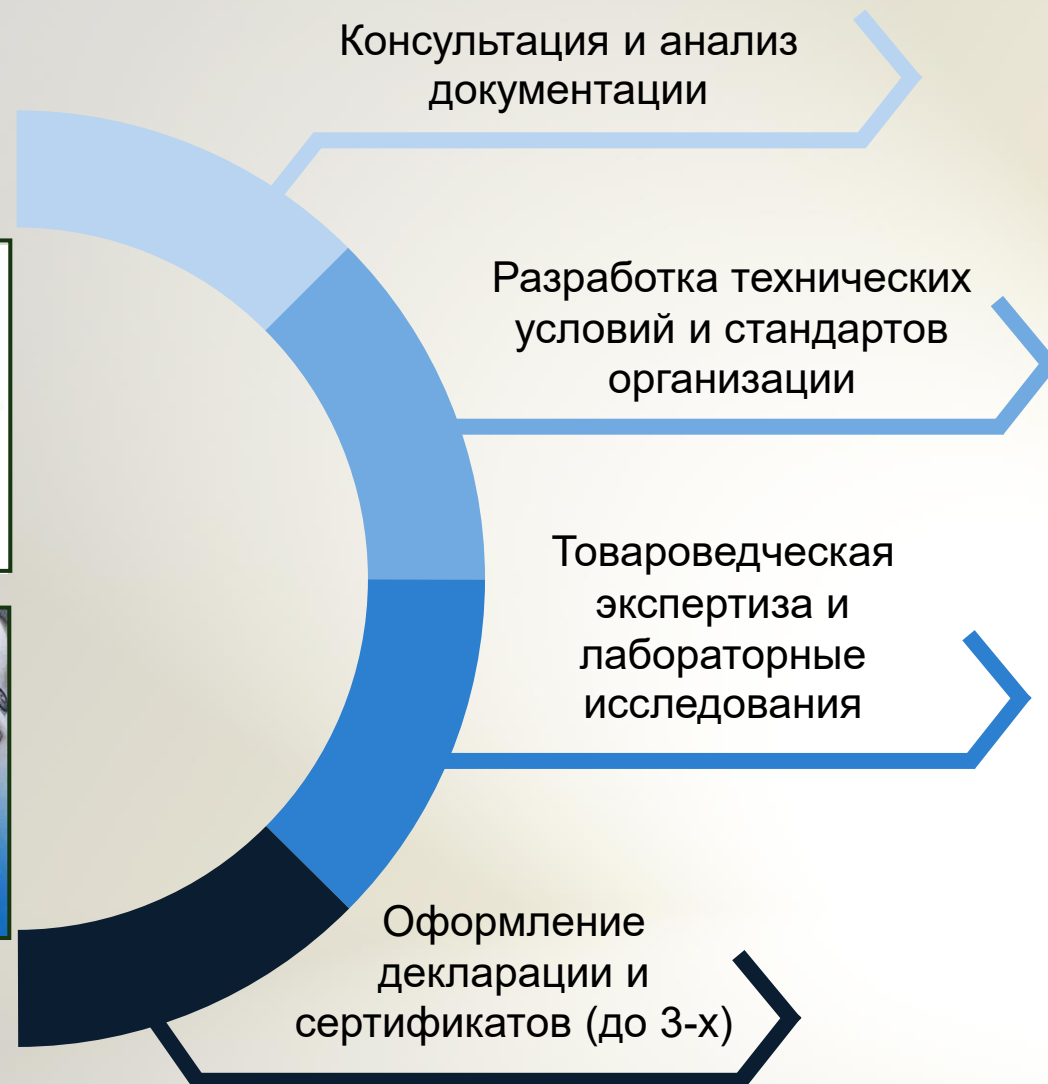 Консультация и анализ
документации
Разработка технических
условий и стандартов
организации
Товароведческая
экспертиза и
лабораторные
исследования
Оформление
декларации и
сертификатов (до 3-х)